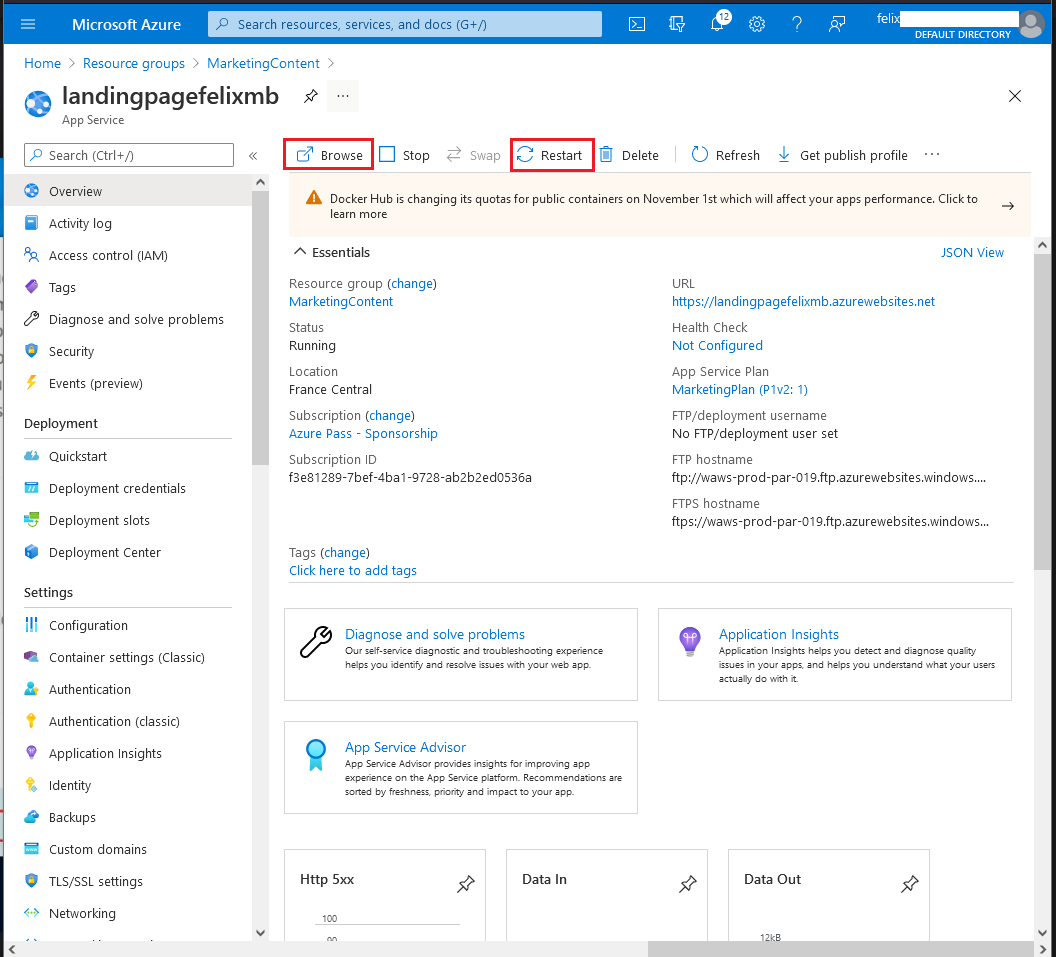 Microsoft Azure
Search resources, services, and docs (G+/)
12
felix
DEFAULT DIRECTORY
Home > Resource groups > MarketingContent >
landingpagefelixmb
...
App Service
Search (Ctrl+/)
«
Browse
Stop
Swap
Restart
Delete
Refresh
Get publish profile
...
Overview
Activity log
Access control (IAM)
Tags
Diagnose and solve problems
Security
Events (preview)
Deployment
Quickstart
Deployment credentials
Deployment slots
Deployment Center
Settings
Configuration
Container settings (Classic)
Authentication
Authentication (classic)
Application Insights
Identity
Backups
Custom domains
TLS/SSL settings
Networking
Docker Hub is changing its quotas for public containers on November 1st which will affect your apps performance. Click to
learn more
Essentials
JSON View
Resource group (change)
MarketingContent
Status
Running
Location
France Central
Subscription (change)
Azure Pass - Sponsorship
Subscription ID
f3e81289-7bef-4ba1-9728-ab2b2ed0536a
URL
https://landingpagefelixmb.azurewebsites.net
Health Check
Not Configured
App Service Plan
MarketingPlan (P1v2: 1)
FTP/deployment username
No FTP/deployment user set
FTP hostname
ftp://waws-prod-par-019.ftp.azurewebsites.windows....
FTPS hostname
ftps://waws-prod-par-019.ftp.azurewebsites.windows...
Tags (change)
Click here to add tags
Diagnose and solve problems
Our self-service diagnostic and troubleshooting experience
helps you identify and resolve issues with your web app.
Application Insights
Application Insights helps you detect and diagnose quality
issues in your apps, and helps you understand what your users
actually do with it.
App Service Advisor
App Service Advisor provides insights for improving app
experience on the App Service platform. Recommendations are
sorted by freshness, priority and impact to your app.
Http 5xx
100
90
Data In
Data Out
12kB